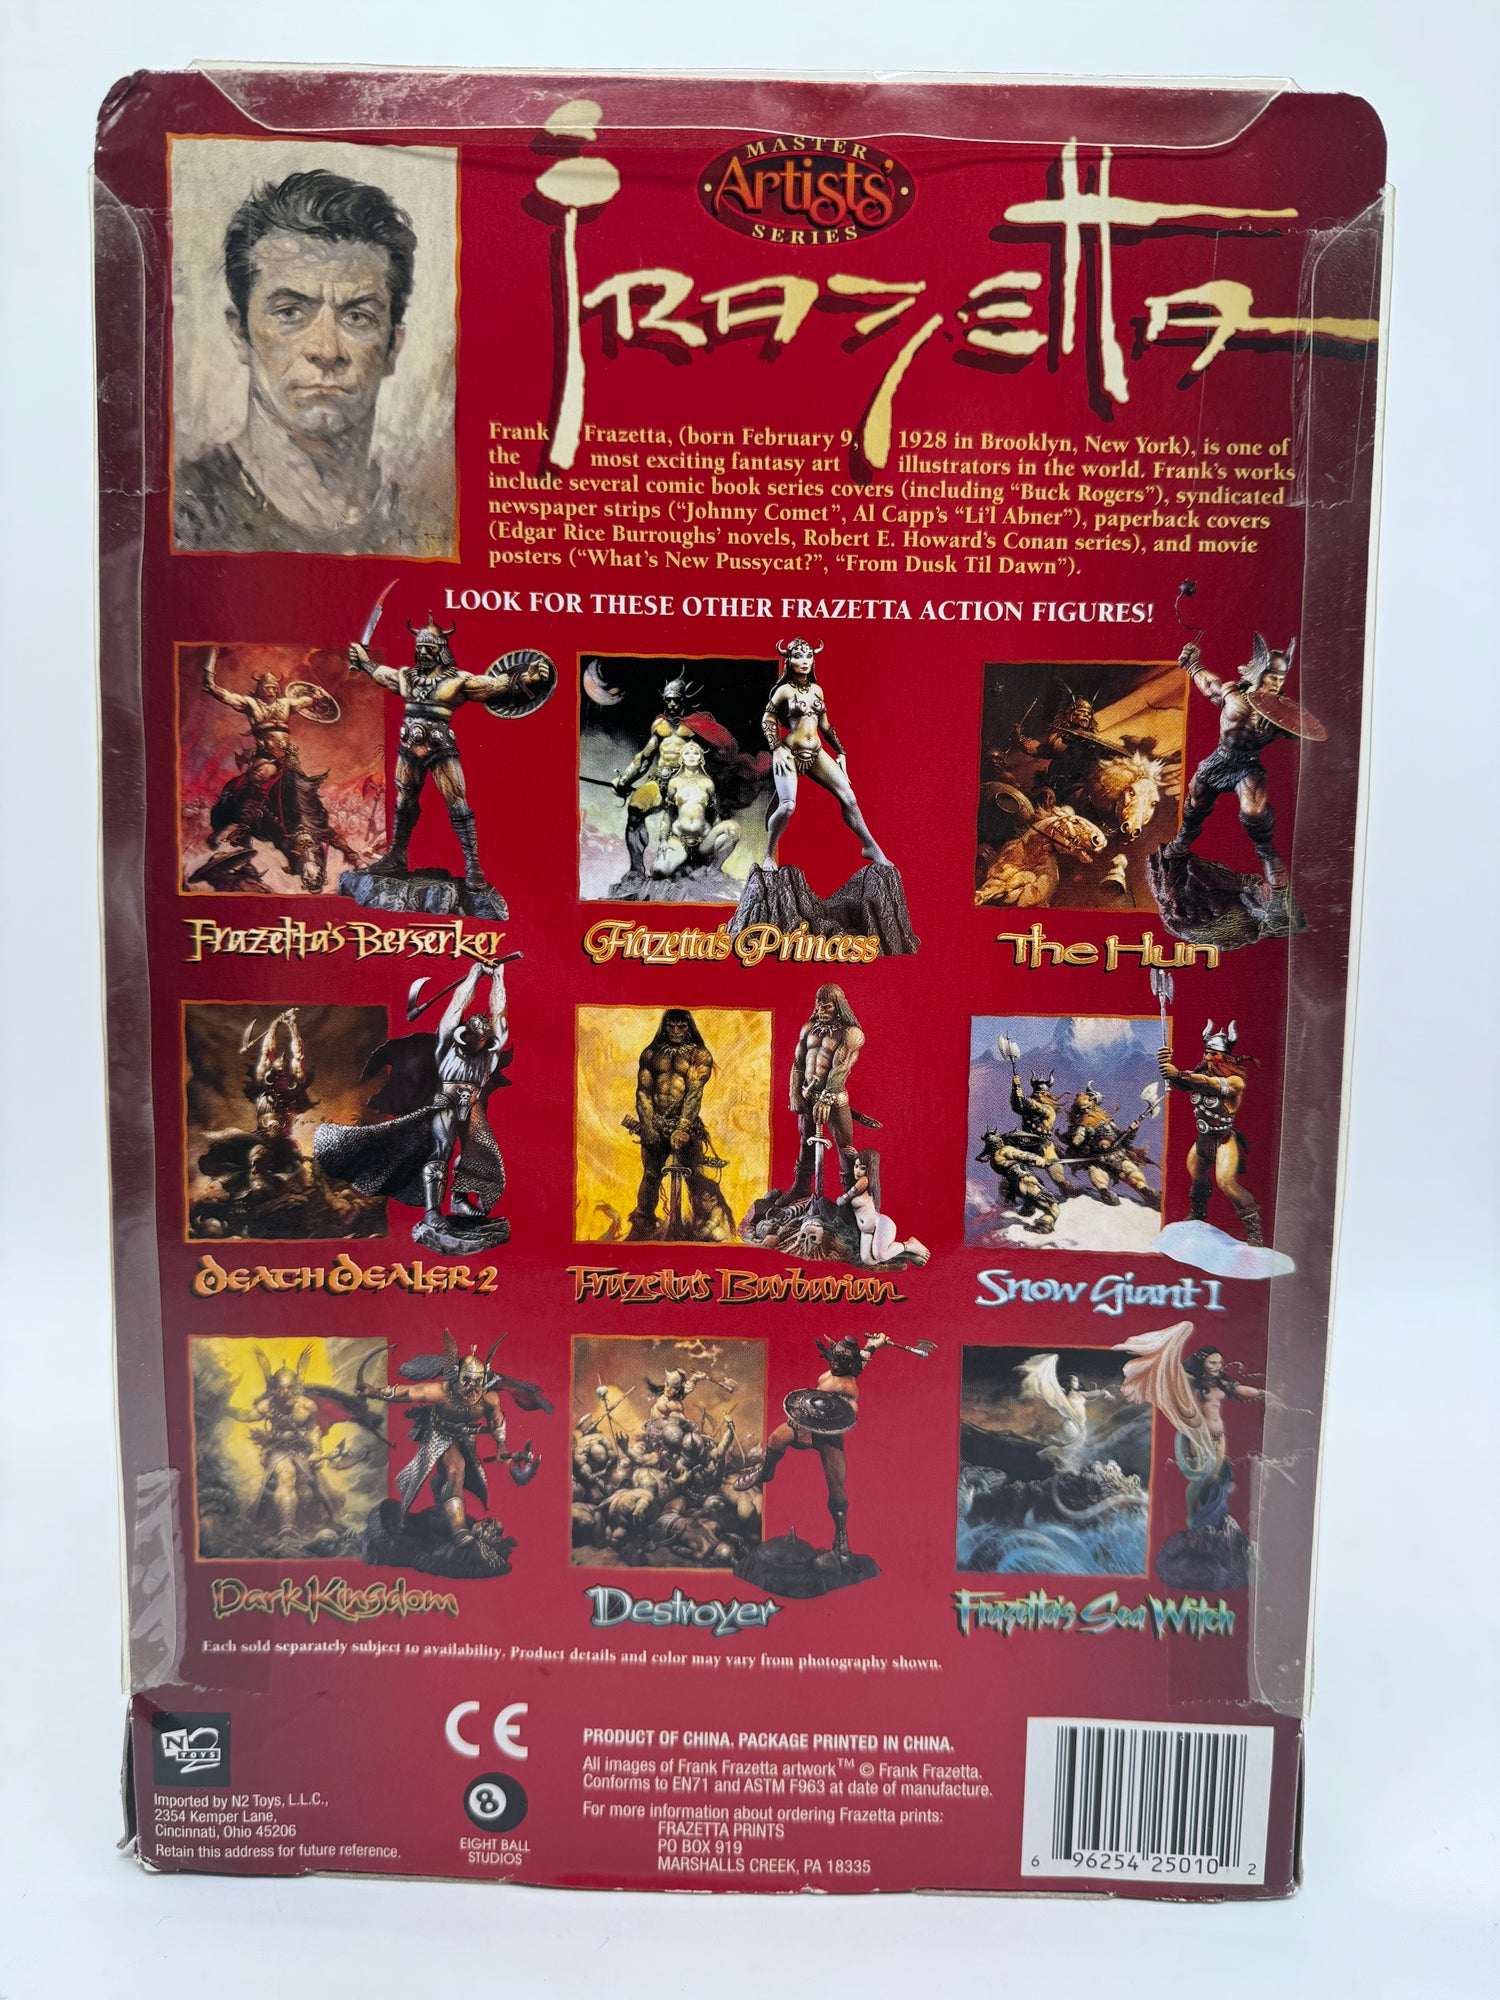 MASTER
Artists'
SERIES
Frazetta
Frank Frazetta, (born February 9, 1928 in Brooklyn, New York), is one of
the most exciting fantasy art illustrators in the world. Frank's works
include several comic book series covers (including "Buck Rogers"), syndicated
newspaper strips ("Johnny Comet", Al Capp's "Li'l Abner"), paperback covers
(Edgar Rice Burroughs' novels, Robert E. Howard's Conan series), and movie
posters ("What's New Pussycat?", "From Dusk Til Dawn").
LOOK FOR THESE OTHER FRAZETTA ACTION FIGURES!
Frazetta's Berserker
Frazetta's Princess
The Hun
Death Dealer 2
Frazetta's Barbarian
Snow Giant I
Dark Kingdom
Destroyer
Frazetta's Sea Witch
Each sold separately subject to availability. Product details and color may vary from photography shown.
N2
TOYS
Imported by N2 Toys, L.L.C.,
2354 Kemper Lane,
Cincinnati, Ohio 45206
Retain this address for future reference.
CE
8
EIGHT BALL
STUDIOS
PRODUCT OF CHINA. PACKAGE PRINTED IN CHINA.
All images of Frank Frazetta artwork™ © Frank Frazetta.
Conforms to EN71 and ASTM F963 at date of manufacture.
For more information about ordering Frazetta prints:
FRAZETTA PRINTS
PO BOX 919
MARSHALLS CREEK, PA 18335
6 96254 25010 2